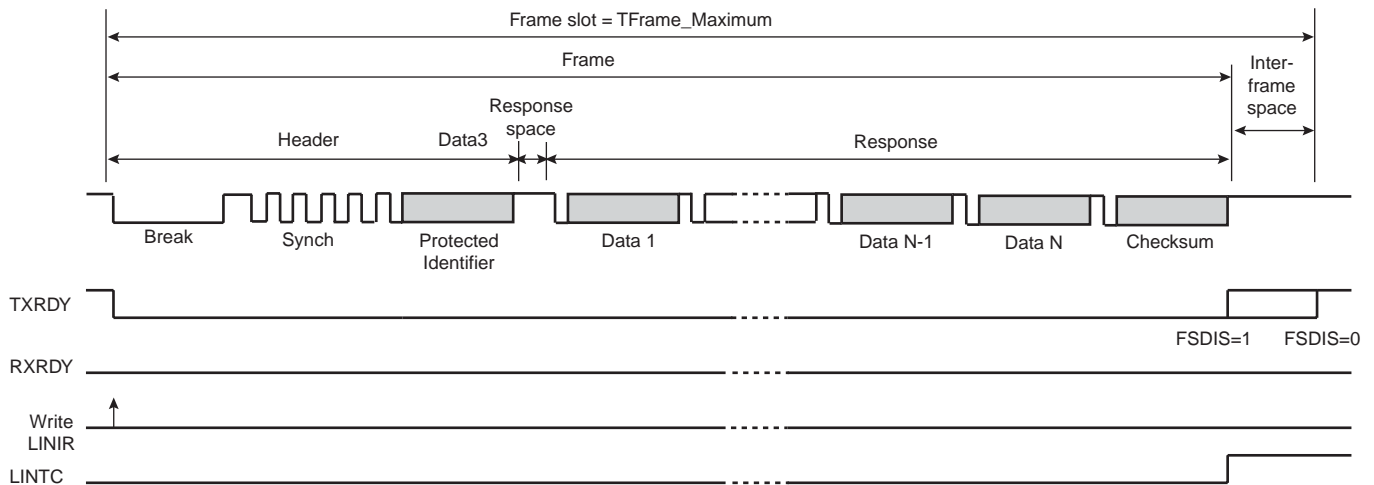 Frame slot = TFrame_Maximum
Frame
Inter-
frame
space
Response
space
Header
Data3
Response
Break
Synch
Protected
Identifier
Data 1
Data N-1
Data N
Checksum
TXRDY
FSDIS=1
FSDIS=0
RXRDY
Write
LINIR
LINTC